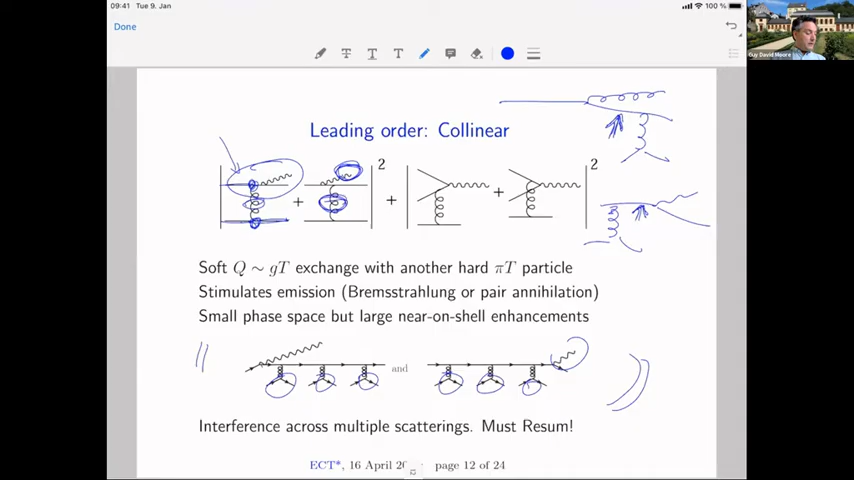 09:41 Tue 9. Jan
100 %
Done
Guy David Moore
Leading order: Collinear
2
+
+
+
2
Soft Q ∼ gT exchange with another hard πT particle
Stimulates emission (Bremsstrahlung or pair annihilation)
Small phase space but large near-on-shell enhancements
and
Interference across multiple scatterings. Must Resum!
ECT*, 16 April 20
page 12 of 24